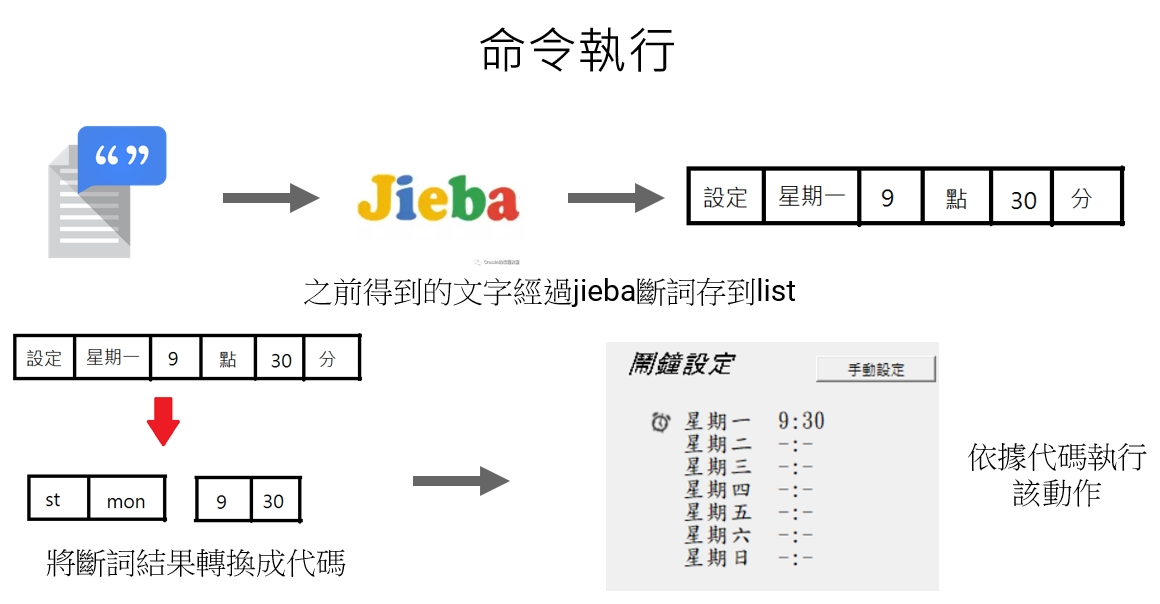 命令執行
“ ”
Jieba
設定 星期一 9 點 30 分
之前得到的文字經過jieba斷詞存到list
設定 星期一 9 點 30 分
st mon 9 30
將斷詞結果轉換成代碼
鬧鐘設定 手動設定
星期一 9:30
星期二 -:-
星期三 -:-
星期四 -:-
星期五 -:-
星期六 -:-
星期日 -:-
依據代碼執行
該動作